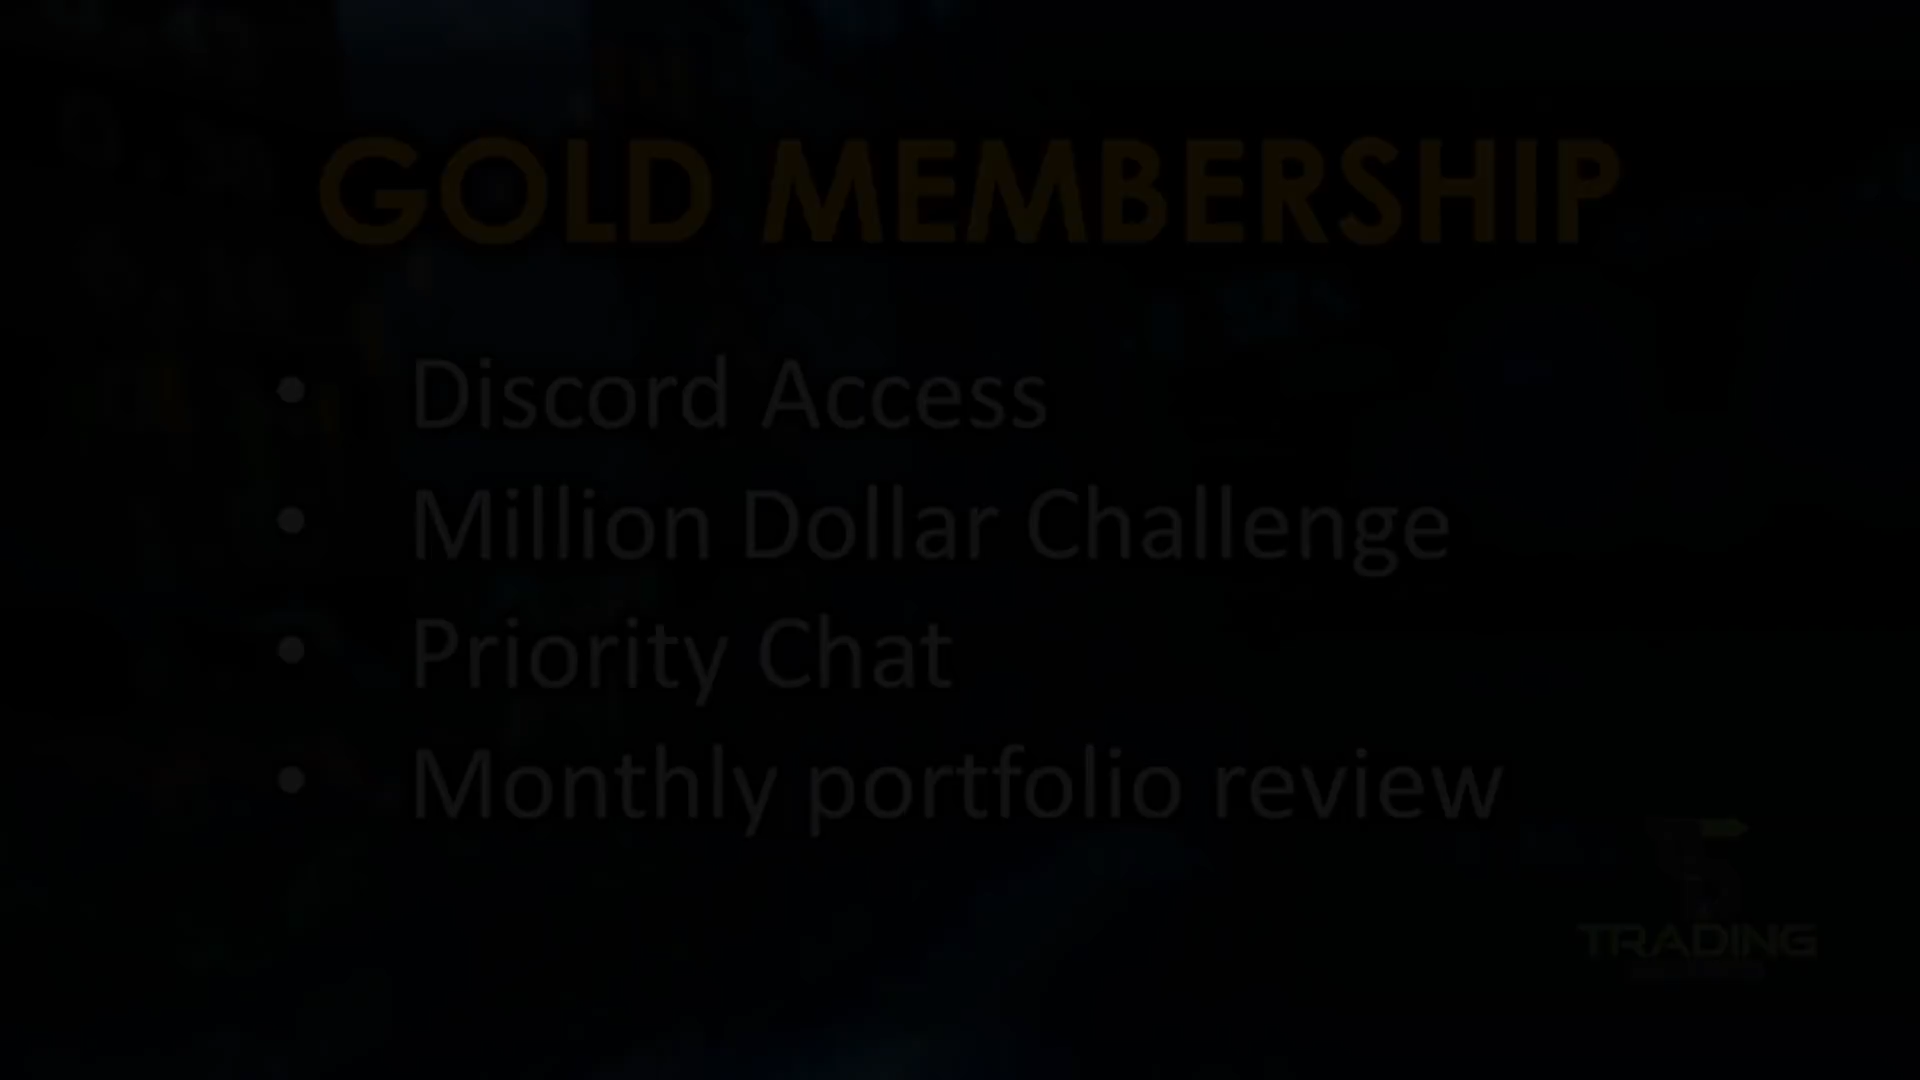 GOLD MEMBERSHIP
• Discord Access
• Million Dollar Challenge
• Priority Chat
• Monthly portfolio review
TRADING